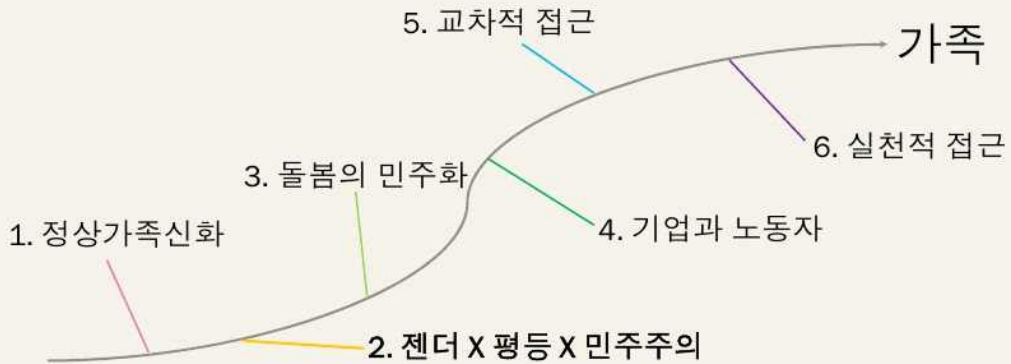 5. 교차적 접근
가족
6. 실천적 접근
3. 돌봄의 민주화
4. 기업과 노동자
1. 정상가족신화
2. 젠더 X 평등 X 민주주의